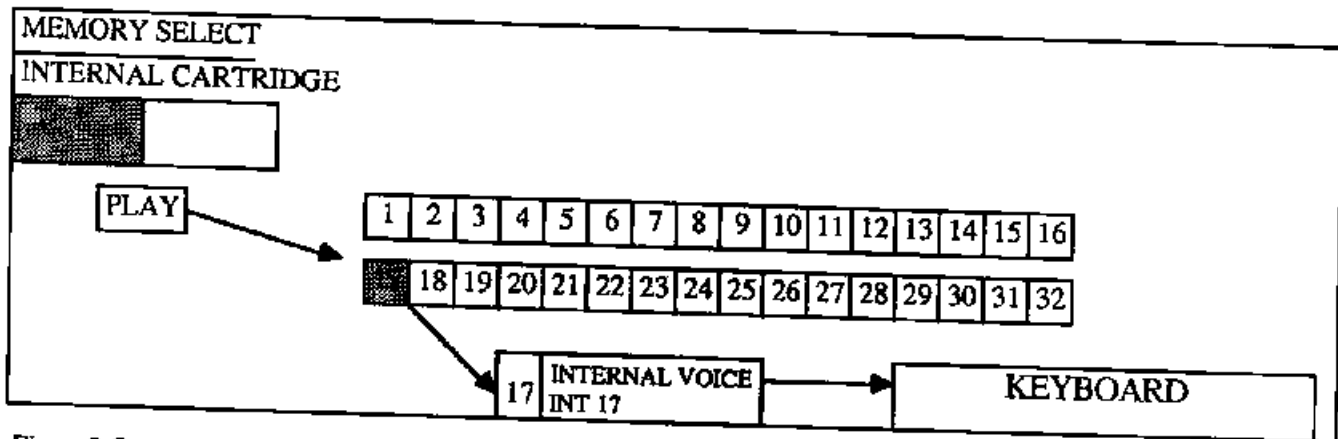 MEMORY SELECT
INTERNAL CARTRIDGE
PLAY
1 2 3 4 5 6 7 8 9 10 11 12 13 14 15 16
18 19 20 21 22 23 24 25 26 27 28 29 30 31 32
17 INTERNAL VOICE
INT 17
KEYBOARD